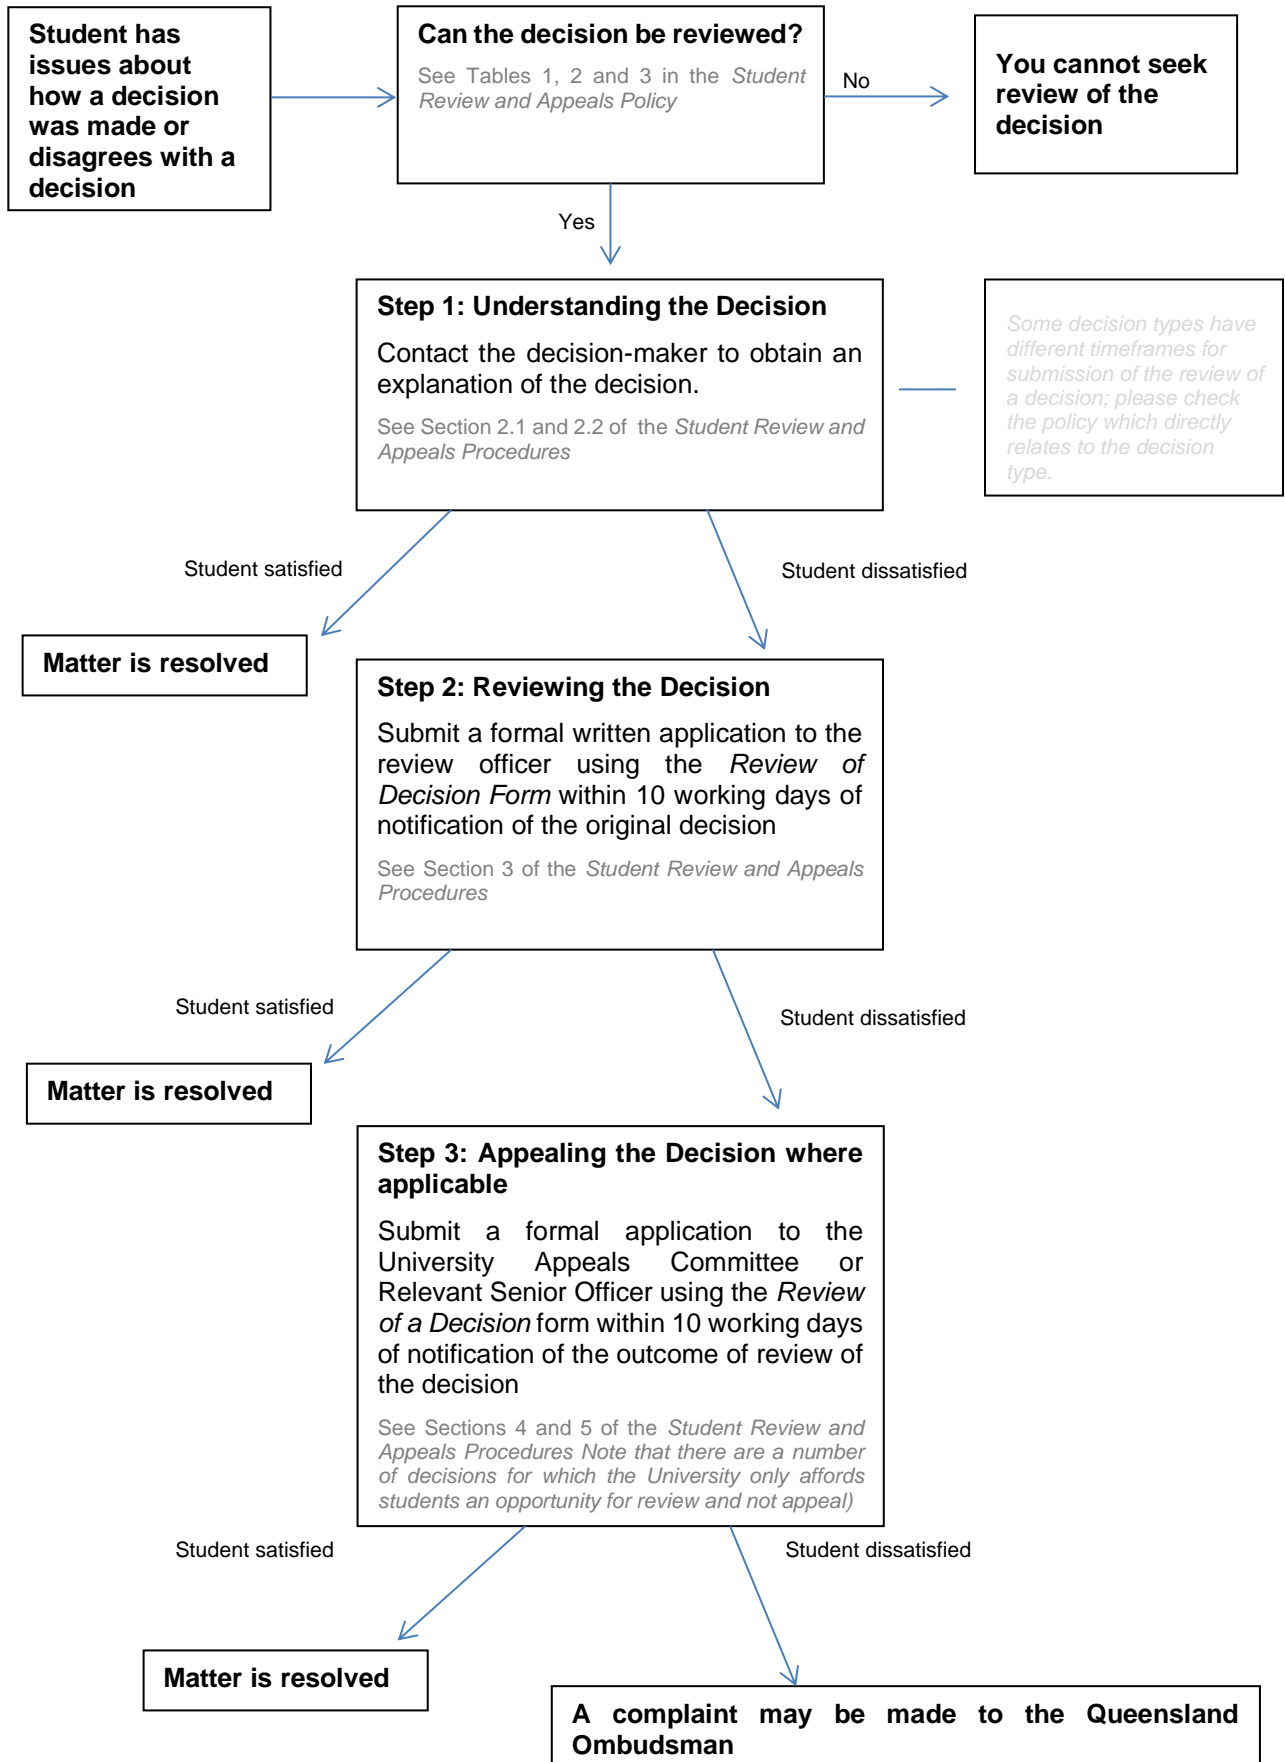 Student has
issues about
how a decision
was made or
disagrees with a
decision
Can the decision be reviewed?
See Tables 1, 2 and 3 in the Student
Review and Appeals Policy
No
You cannot seek
review of the
decision
Yes
Step 1: Understanding the Decision
Contact the decision-maker to obtain an
explanation of the decision.
See Section 2.1 and 2.2 of the Student Review and
Appeals Procedures
Some decision types have
different timeframes for
submission of the review of
a decision; please check
the policy which directly
relates to the decision
type.
Student satisfied
Student dissatisfied
Matter is resolved
Step 2: Reviewing the Decision
Submit a formal written application to the
review officer using the Review of
Decision Form within 10 working days of
notification of the original decision
See Section 3 of the Student Review and Appeals
Procedures
Student satisfied
Student dissatisfied
Matter is resolved
Step 3: Appealing the Decision where
applicable
Submit a formal application to the
University Appeals Committee or
Relevant Senior Officer using the Review
of a Decision form within 10 working days
of notification of the outcome of review of
the decision
See Sections 4 and 5 of the Student Review and
Appeals Procedures Note that there are a number
of decisions for which the University only affords
students an opportunity for review and not appeal)
Student satisfied
Student dissatisfied
Matter is resolved
A complaint may be made to the Queensland
Ombudsman